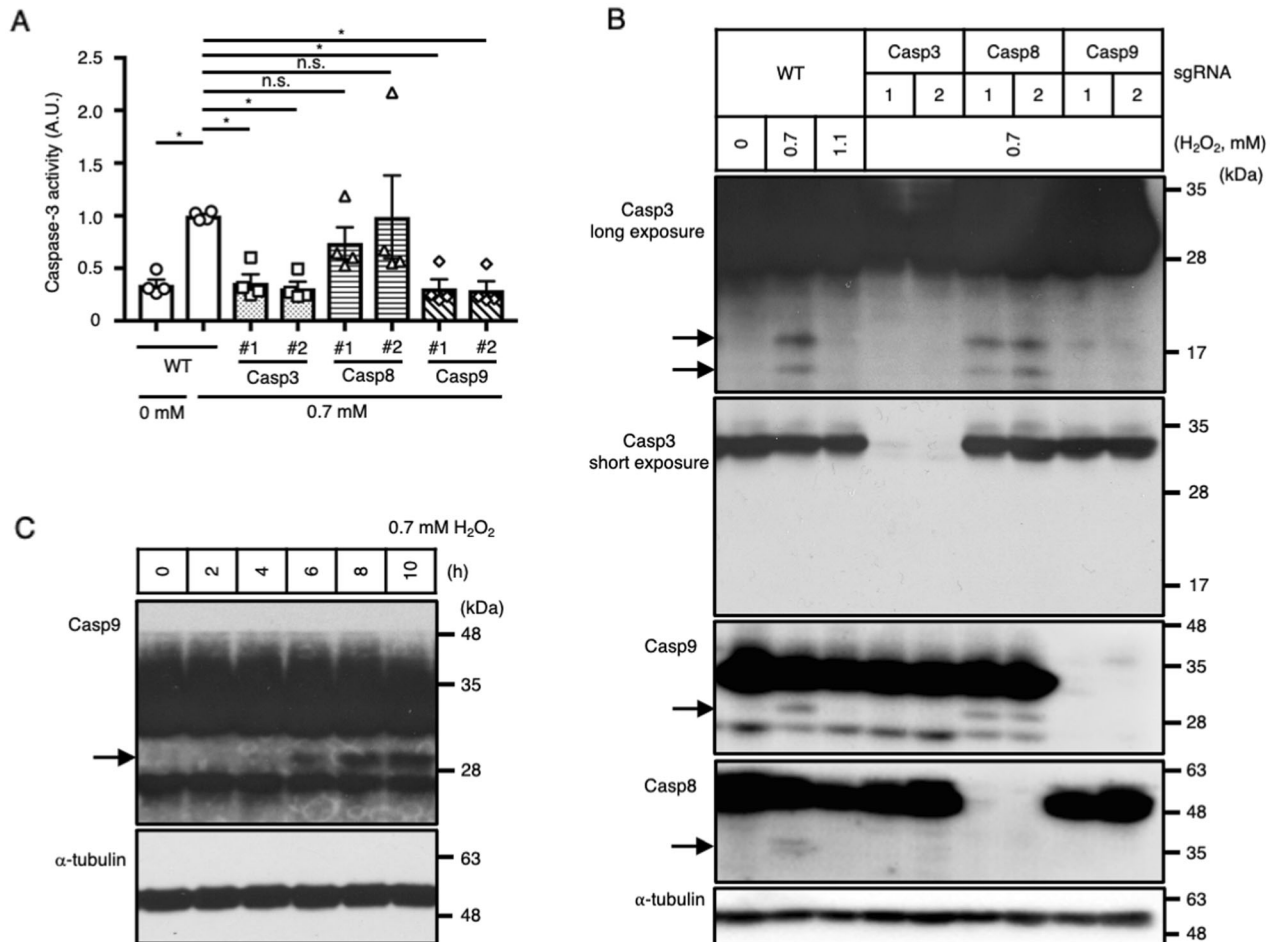 A
Caspase-3 activity (A.U.)
2.5
2.0
1.5
1.0
0.5
0
*
*
n.s.
n.s.
*
*
*
#1 #2 #1 #2 #1 #2
WT Casp3 Casp8 Casp9
0 mM 0.7 mM
B
WT Casp3 Casp8 Casp9 sgRNA
1 2 1 2 1 2
0 0.7 1.1 0.7 (H₂O₂, mM)
(kDa)
Casp3
long exposure
35
28
17
Casp3
short exposure
35
28
17
Casp9
48
35
28
Casp8
63
48
35
α-tubulin
63
48
C
0.7 mM H₂O₂
0 2 4 6 8 10 (h)
(kDa)
Casp9
48
35
28
α-tubulin
63
48